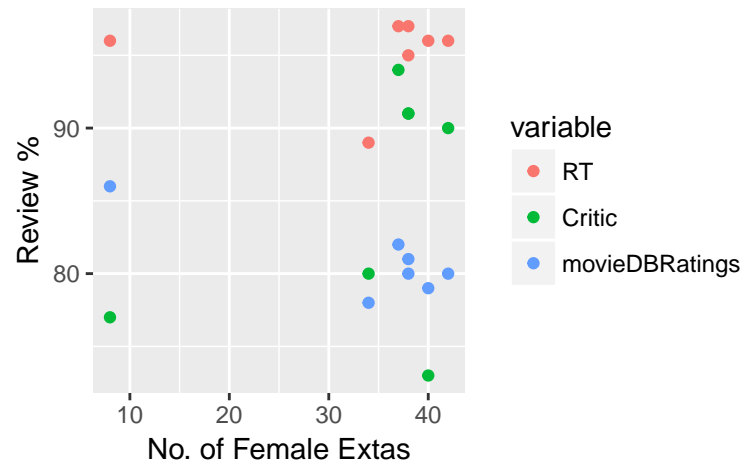 Review %
90
80
10 20 30 40
No. of Female Extas
variable
RT
Critic
movieDBRatings